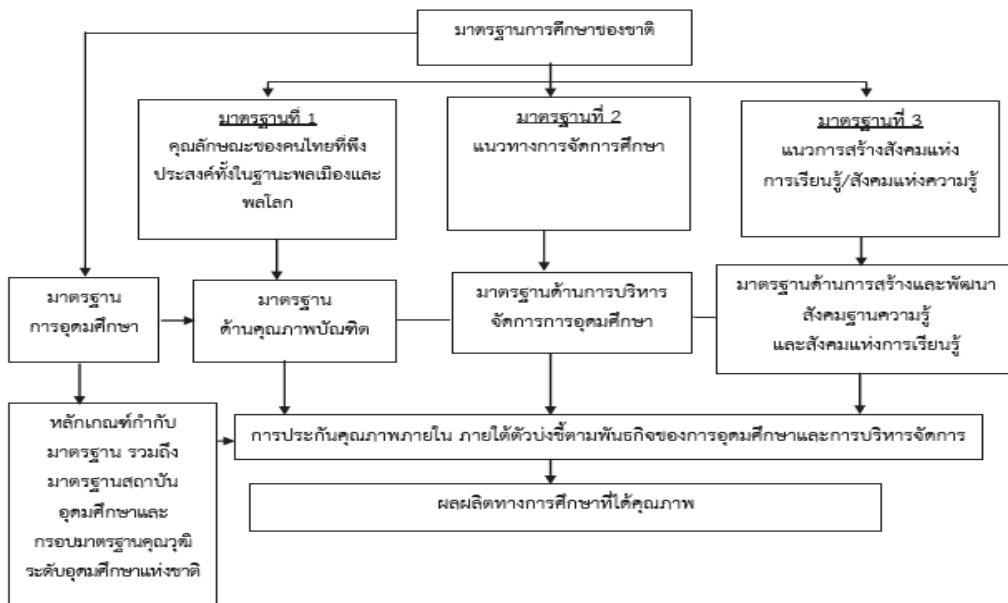 มาตรฐานการศึกษาของชาติ
มาตรฐานที่ 1
คุณลักษณะของคนไทยที่พึง
ประสงค์ทั้งในฐานะพลเมืองและ
พลโลก
มาตรฐานที่ 2
แนวทางการจัดการศึกษา
มาตรฐานที่ 3
แนวการสร้างสังคมแห่ง
การเรียนรู้/สังคมแห่งความรู้
มาตรฐาน
การอุดมศึกษา
มาตรฐาน
ด้านคุณภาพบัณฑิต
มาตรฐานด้านการบริหาร
จัดการการอุดมศึกษา
มาตรฐานด้านการสร้างและพัฒนา
สังคมฐานความรู้
และสังคมแห่งการเรียนรู้
หลักเกณฑ์กำกับ
มาตรฐาน รวมถึง
มาตรฐานสถาบัน
อุดมศึกษาและ
กรอบมาตรฐานคุณวุฒิ
ระดับอุดมศึกษาแห่งชาติ
การประกันคุณภาพภายใน ภายใต้ตัวบ่งชี้ตามพันธกิจของการอุดมศึกษาและการบริหารจัดการ
ผลผลิตทางการศึกษาที่ได้คุณภาพ